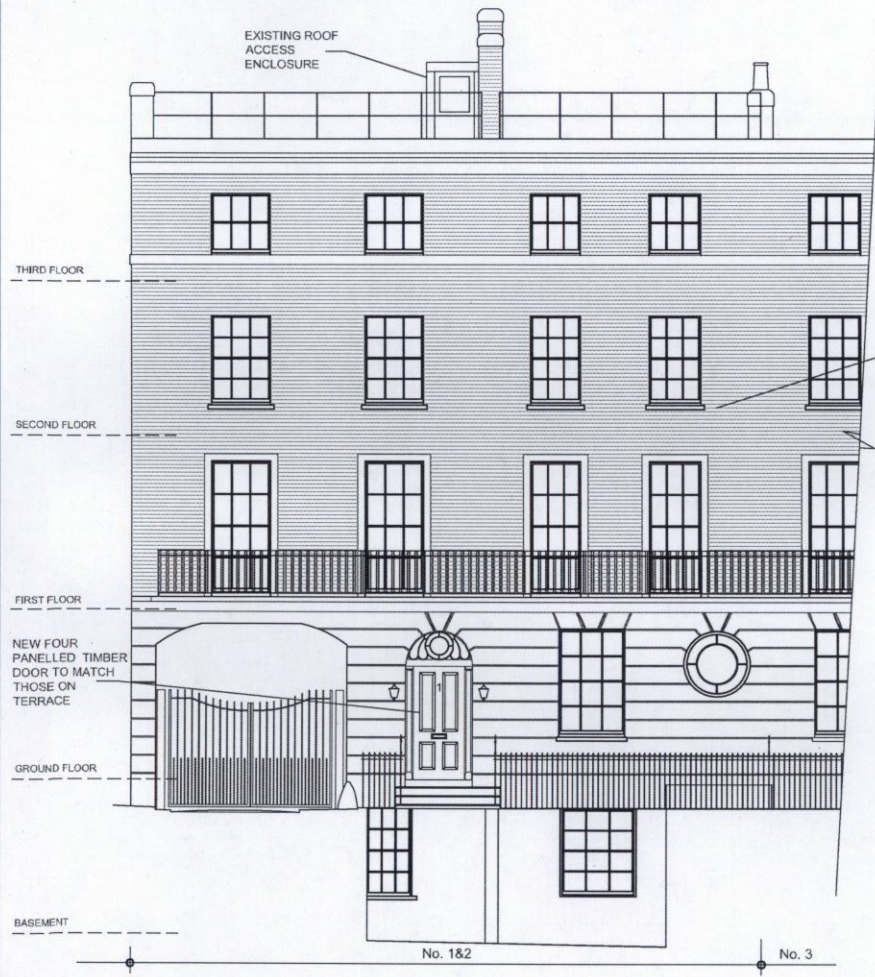 EXISTING ROOF
ACCESS
ENCLOSURE
THIRD FLOOR
SECOND FLOOR
FIRST FLOOR
NEW FOUR
PANELLED TIMBER
DOOR TO MATCH
THOSE ON
TERRACE
1
GROUND FLOOR
BASEMENT
No. 1&2
No. 3